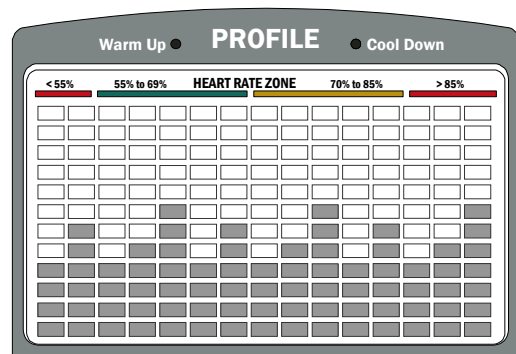 Warm Up PROFILE Cool Down
< 55% 55% to 69% HEART RATE ZONE 70% to 85% > 85%